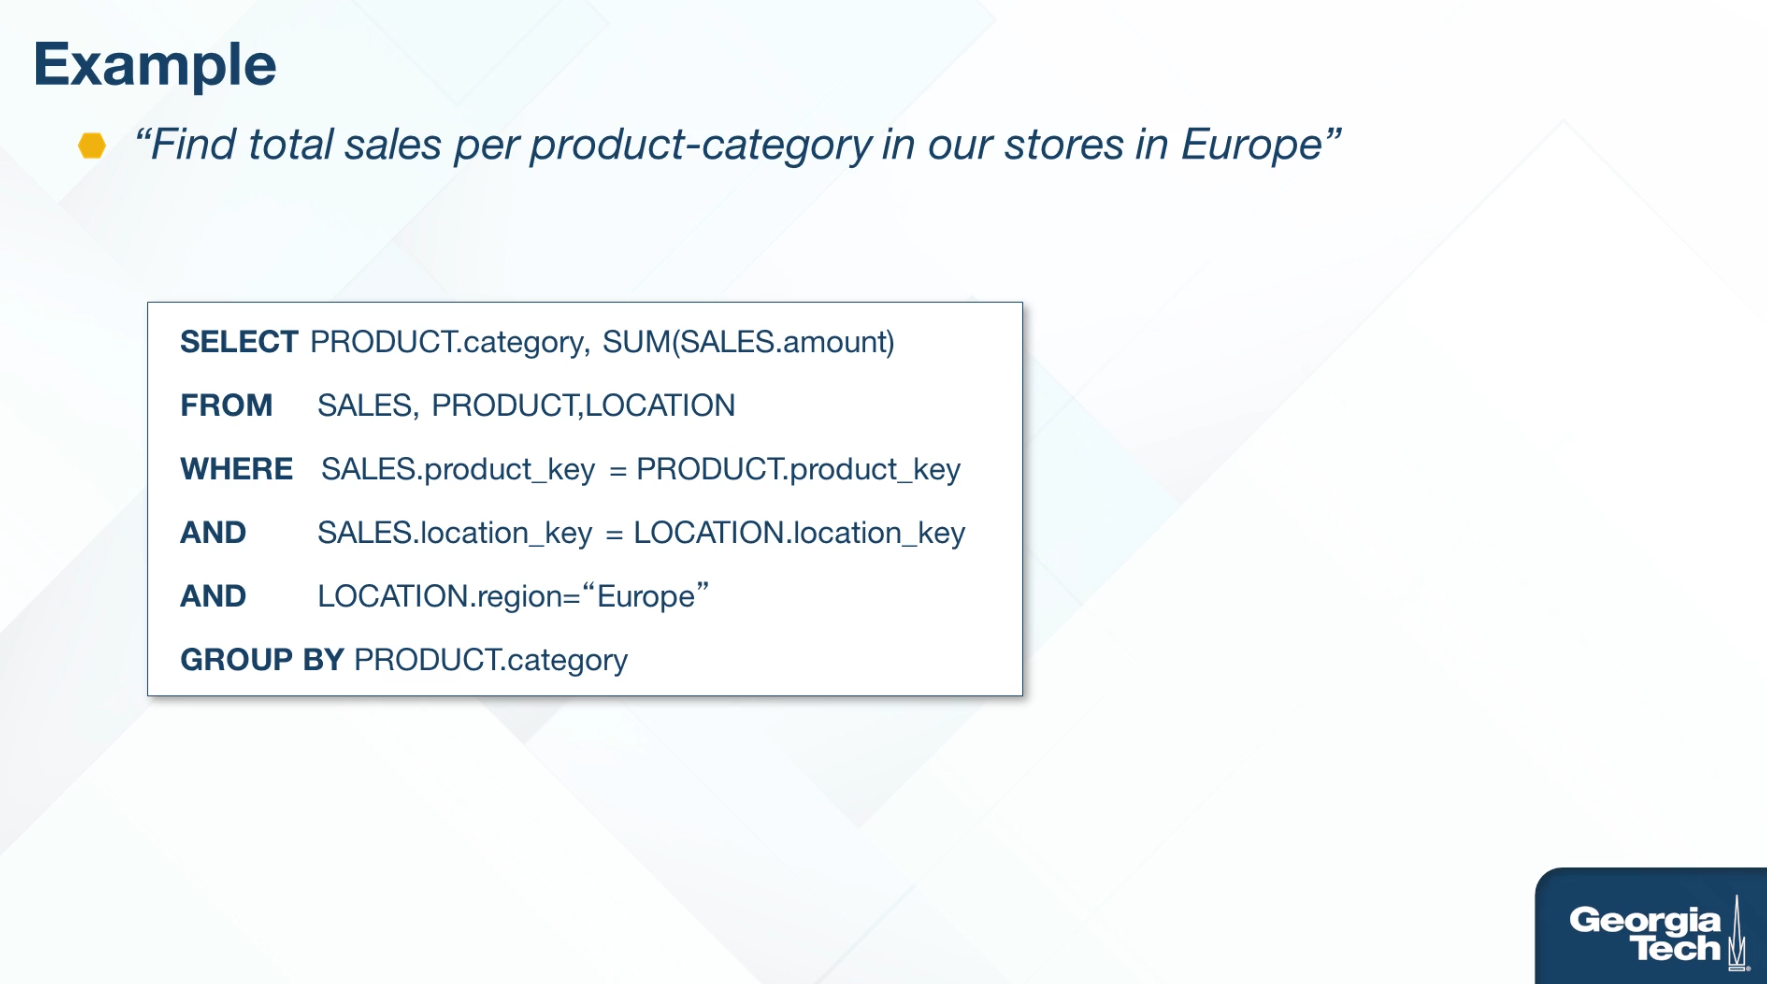 Example
“Find total sales per product-category in our stores in Europe”
SELECT PRODUCT.category, SUM(SALES.amount)
FROM SALES, PRODUCT,LOCATION
WHERE SALES.product_key = PRODUCT.product_key
AND SALES.location_key = LOCATION.location_key
AND LOCATION.region=“Europe”
GROUP BY PRODUCT.category
Georgia
Tech